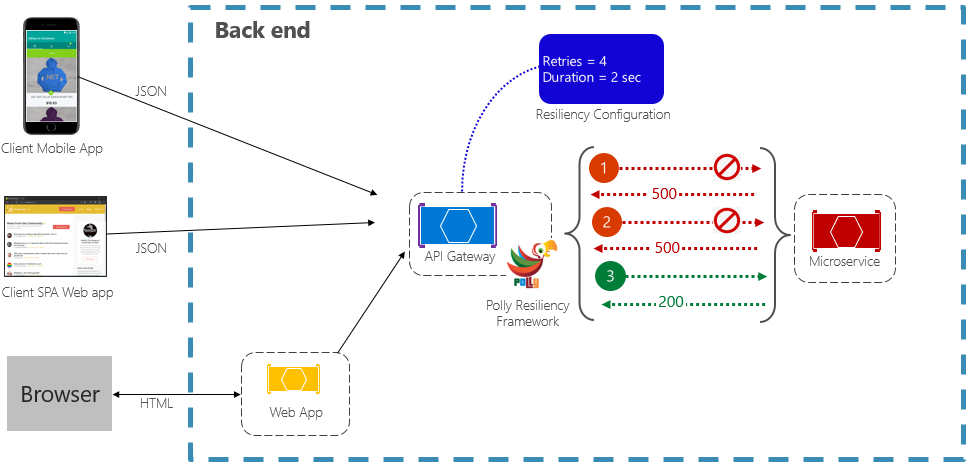 Back end
Retries = 4
Duration = 2 sec
Resiliency Configuration
JSON
Client Mobile App
1
500
2
500
3
200
API Gateway
Polly
Polly Resiliency
Framework
Microservice
JSON
Client SPA Web app
Browser
HTML
Web App